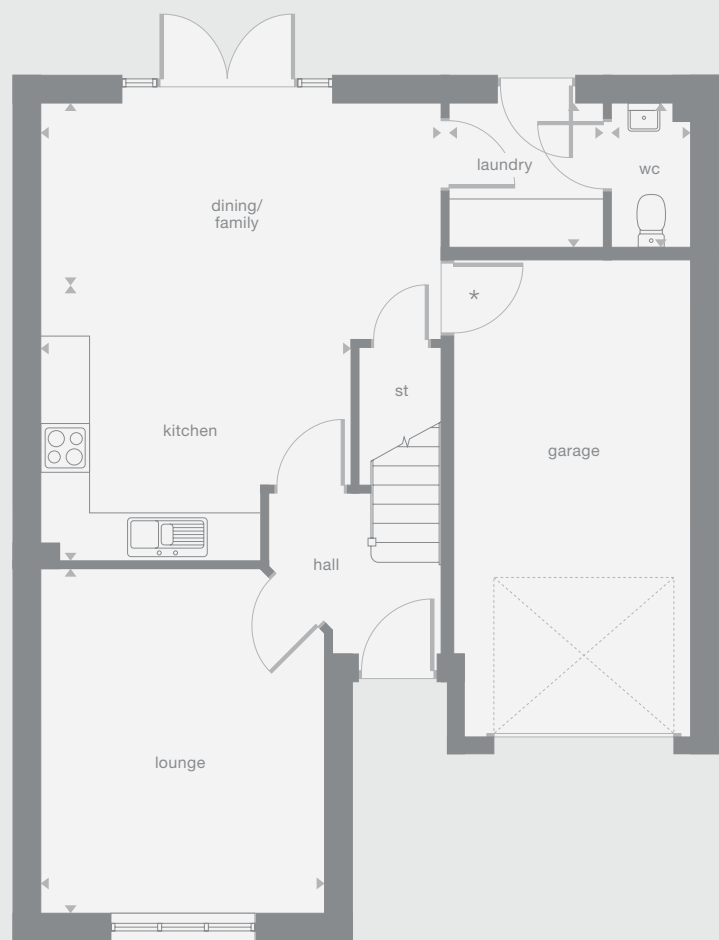 laundry
wc
dining/
family
*
st
kitchen
garage
hall
lounge